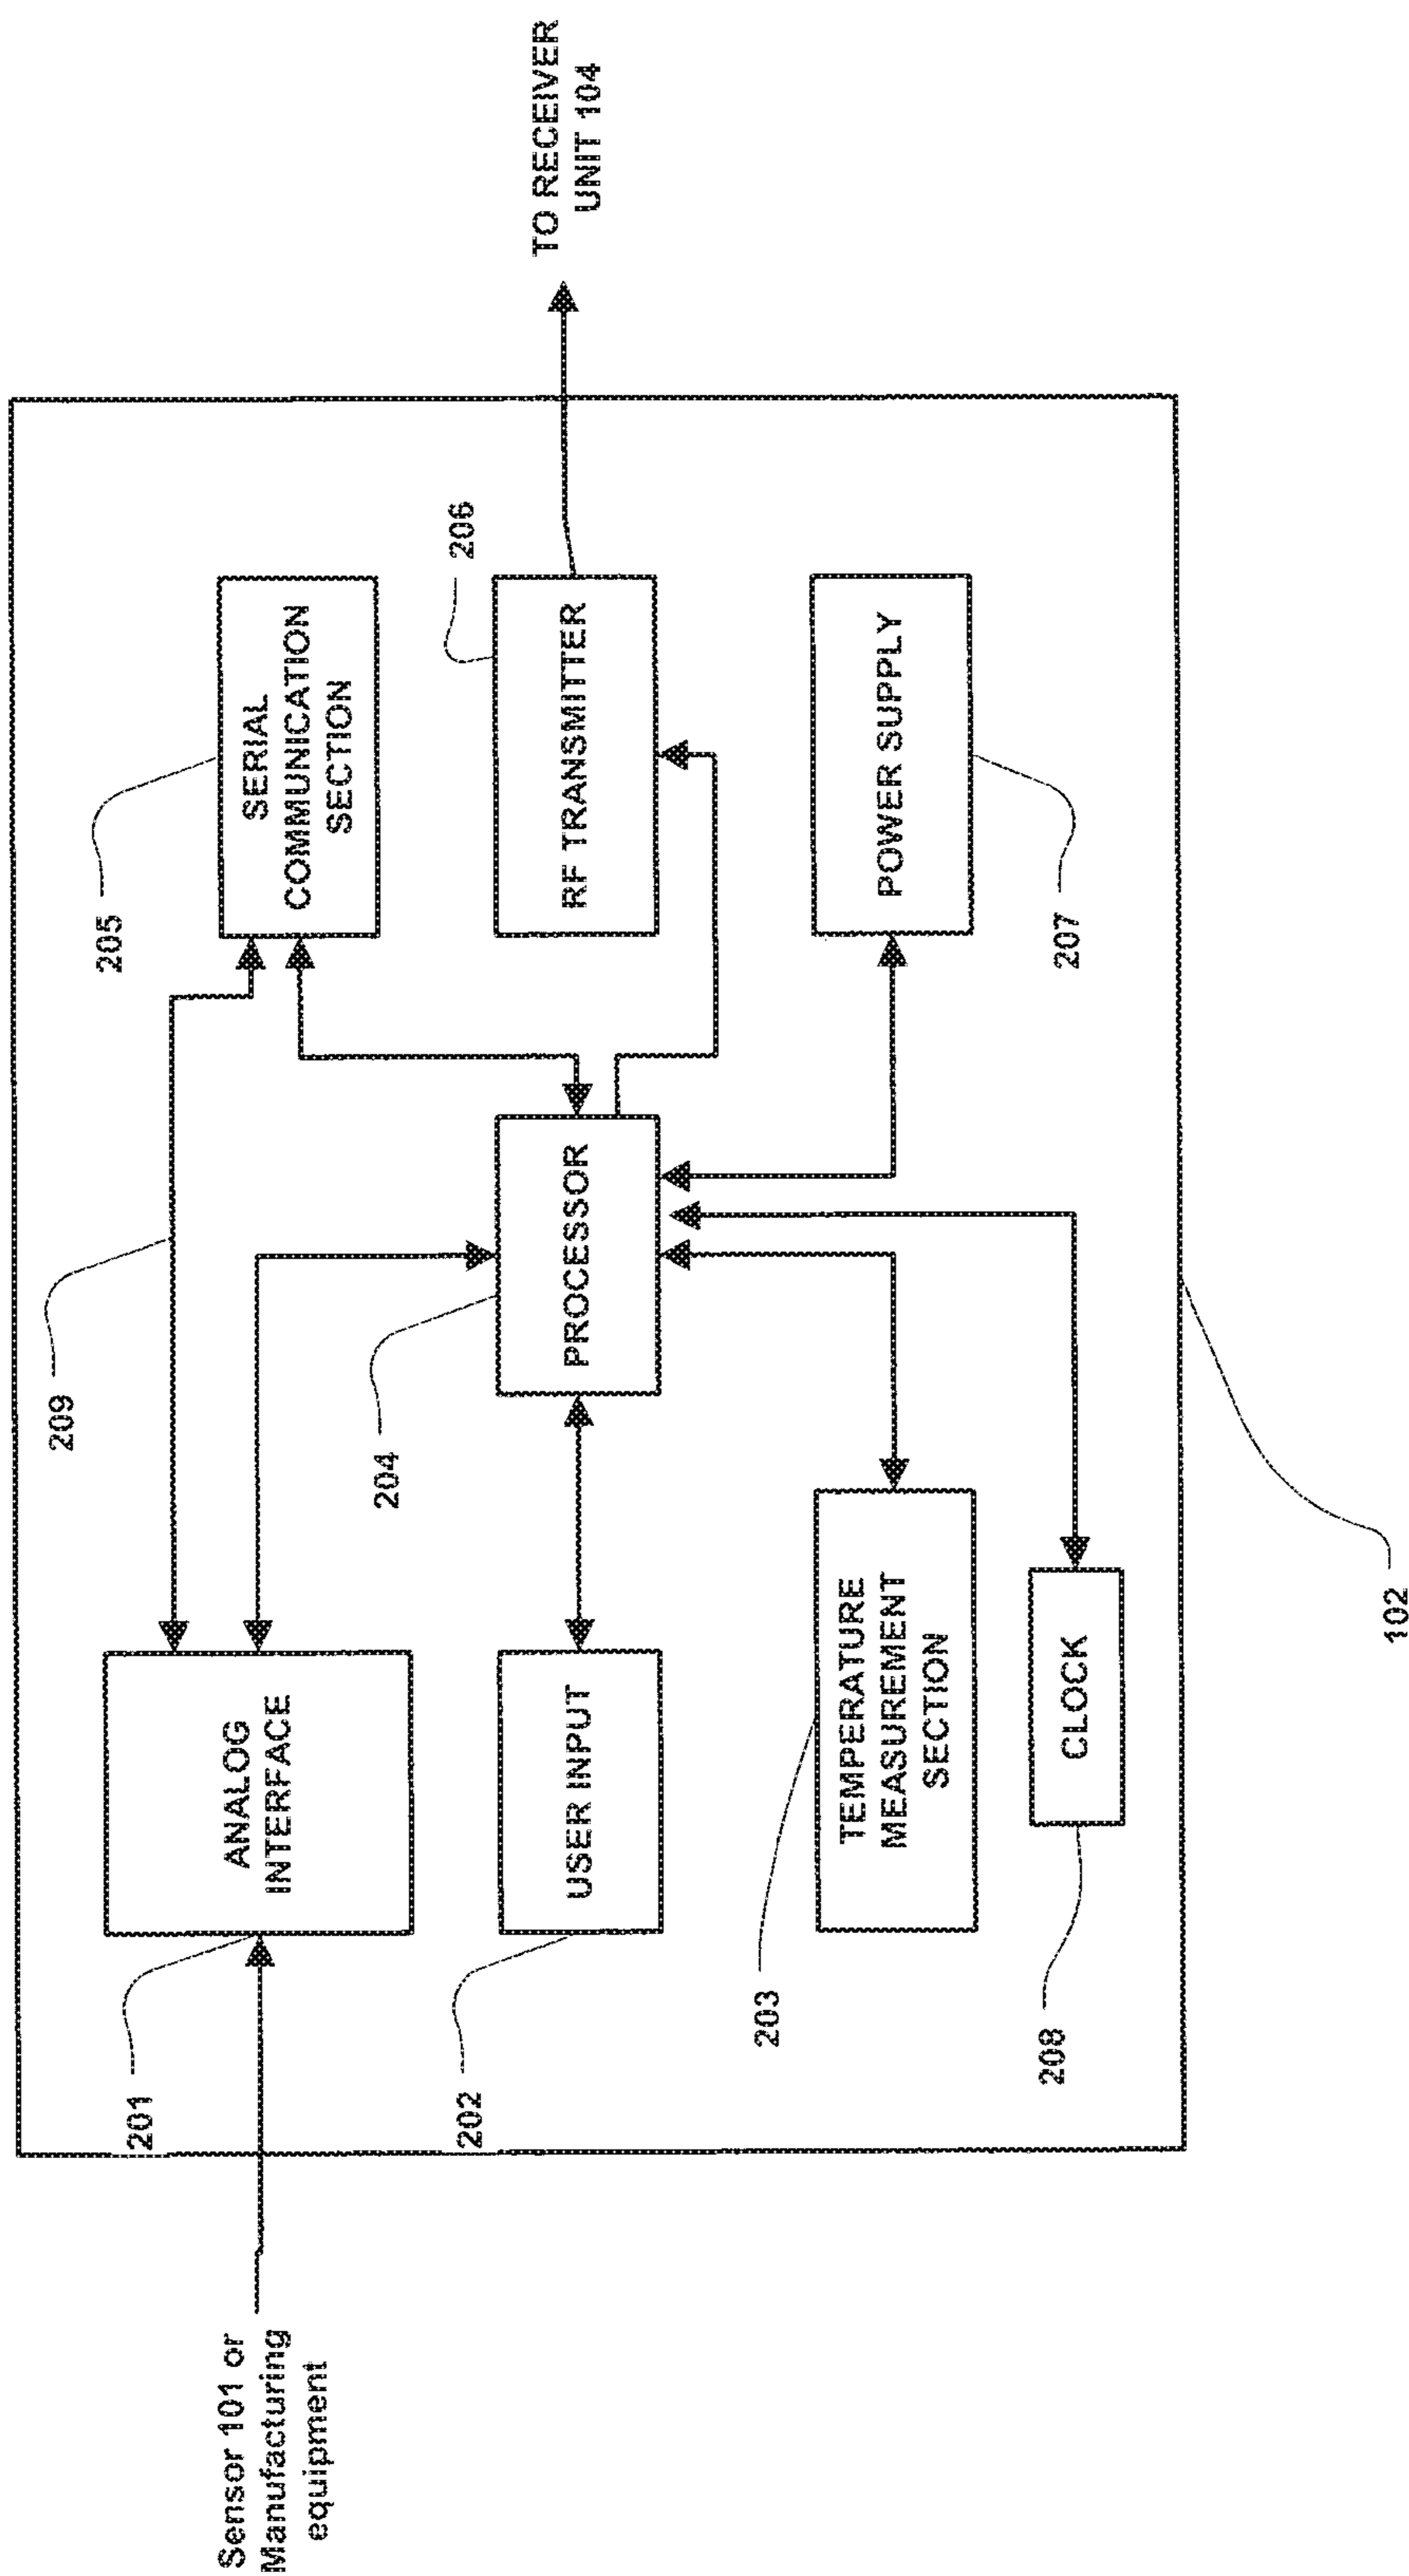 Sensor 101 or
Manufacturing
equipment
201
ANALOG
INTERFACE
209
205
SERIAL
COMMUNICATION
SECTION
202
USER INPUT
204
PROCESSOR
206
RF TRANSMITTER
TO RECEIVER
UNIT 104
203
TEMPERATURE
MEASUREMENT
SECTION
207
POWER SUPPLY
208
CLOCK
102